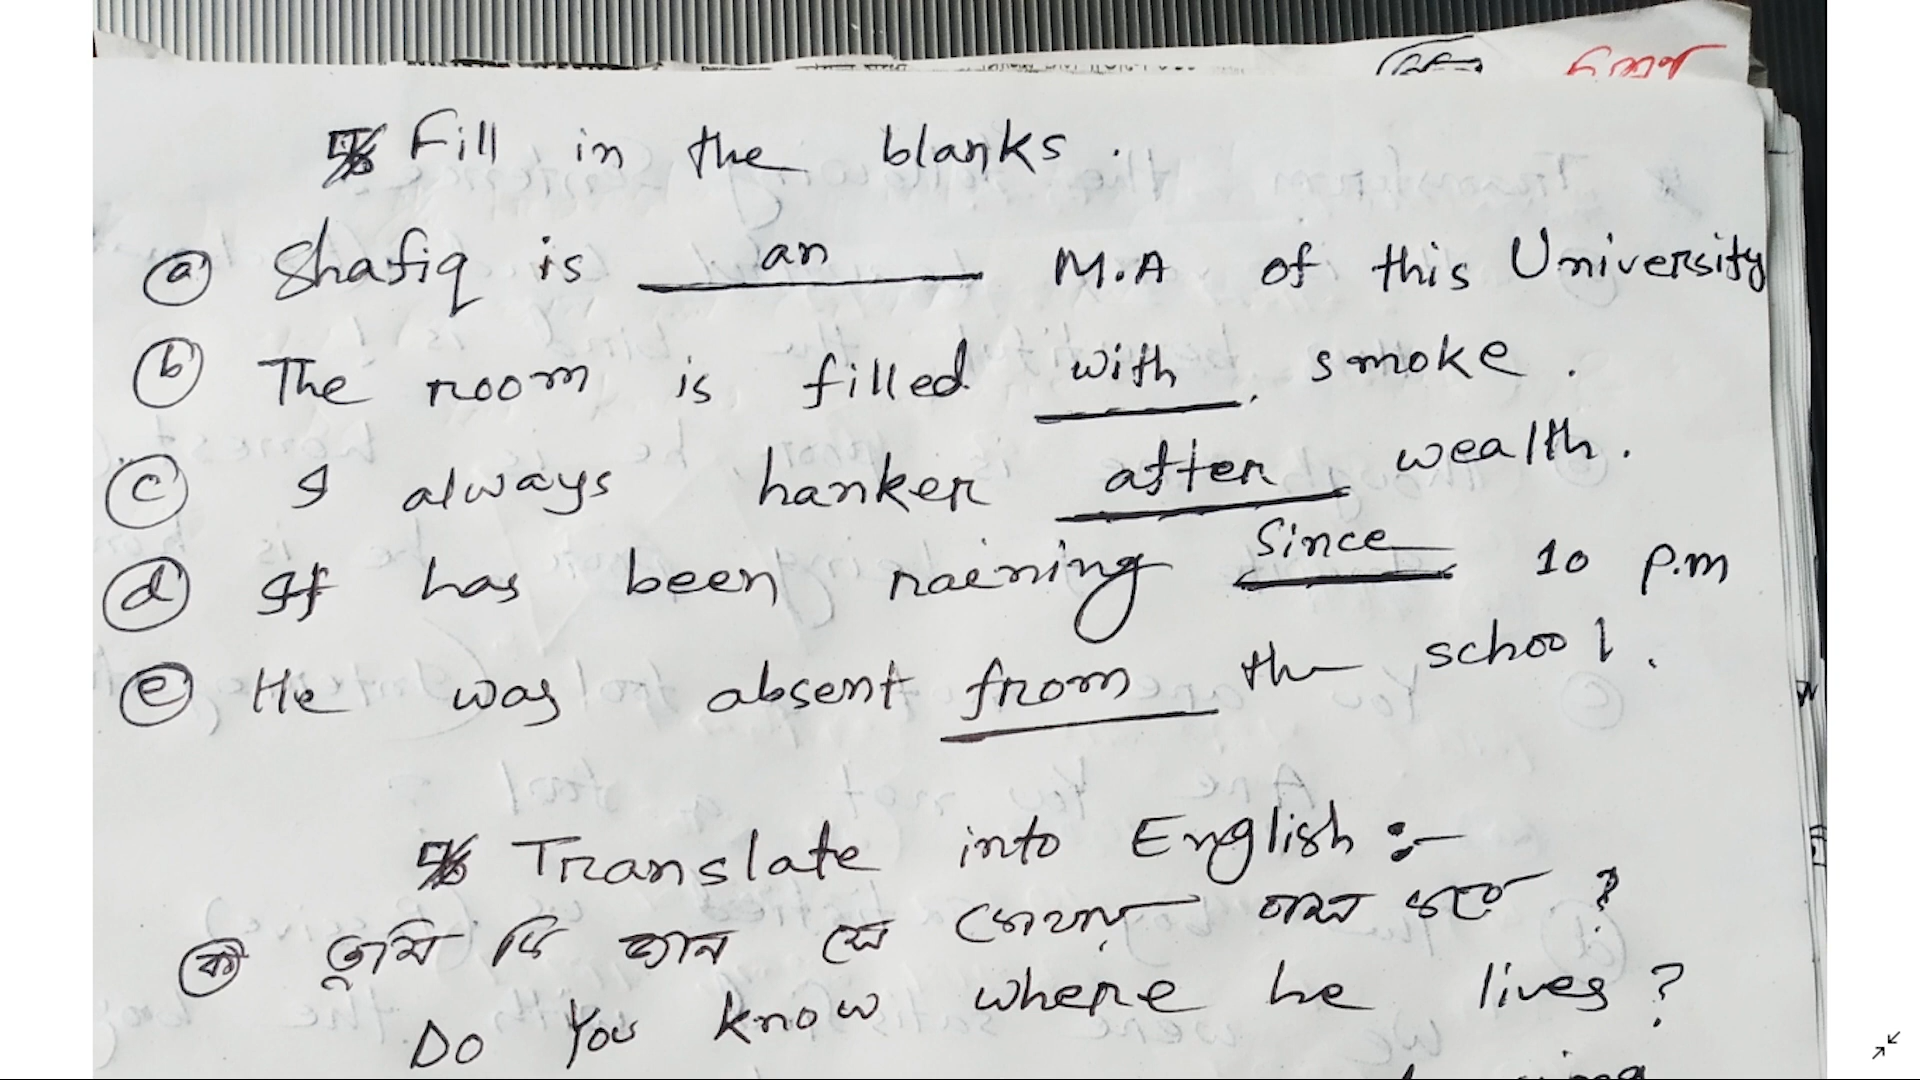 Fill in the blanks.
ⓐ Shafiq is an M.A of this University
ⓑ The room is filled with smoke.
ⓒ I always hanker after wealth.
ⓓ It has been raining since 10 p.m
ⓔ He was absent from the school.
Translate into English:-
ক তুমি কি জান সে কোথায় বাস করে ?
Do you know where he lives?